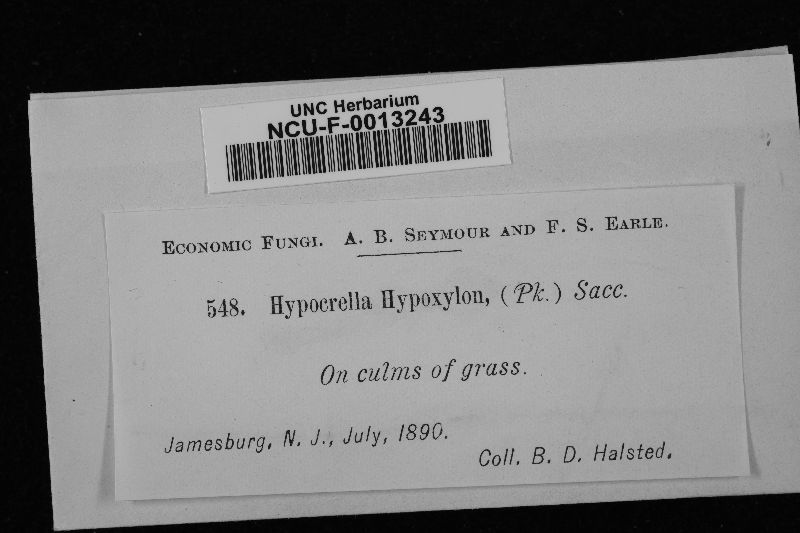 UNC Herbarium
NCU-F-0013243
Economic Fungi. A. B. Seymour and F. S. Earle.
548. Hypocrella Hypoxylon, (Pk.) Sacc.
On culms of grass.
Jamesburg, N. J., July, 1890.
Coll. B. D. Halsted.